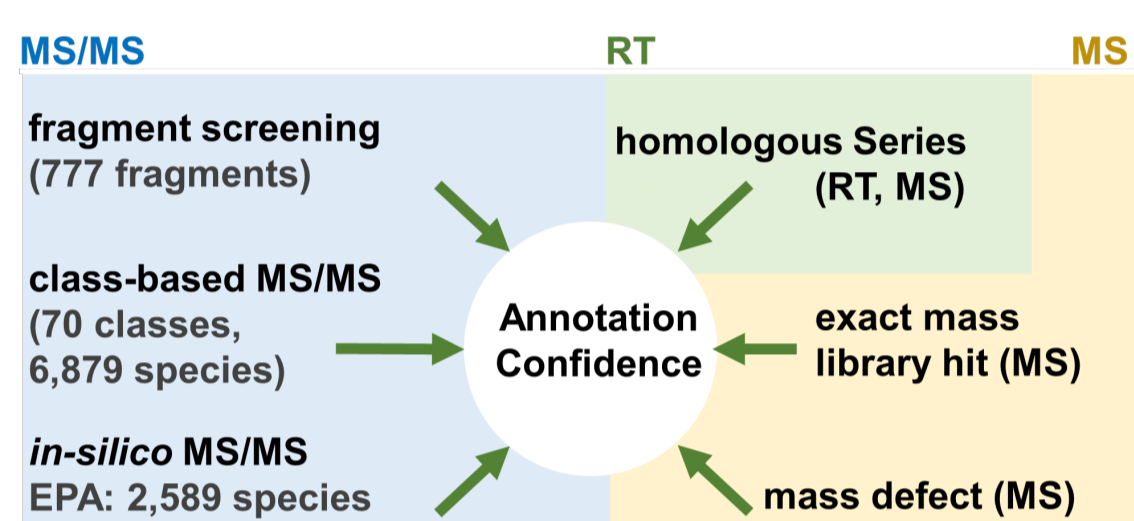 MS/MS
RT
MS
fragment screening
(777 fragments)
class-based MS/MS
(70 classes,
6,879 species)
in-silico MS/MS
EPA: 2,589 species
Annotation
Confidence
homologous Series
(RT, MS)
exact mass
library hit (MS)
mass defect (MS)